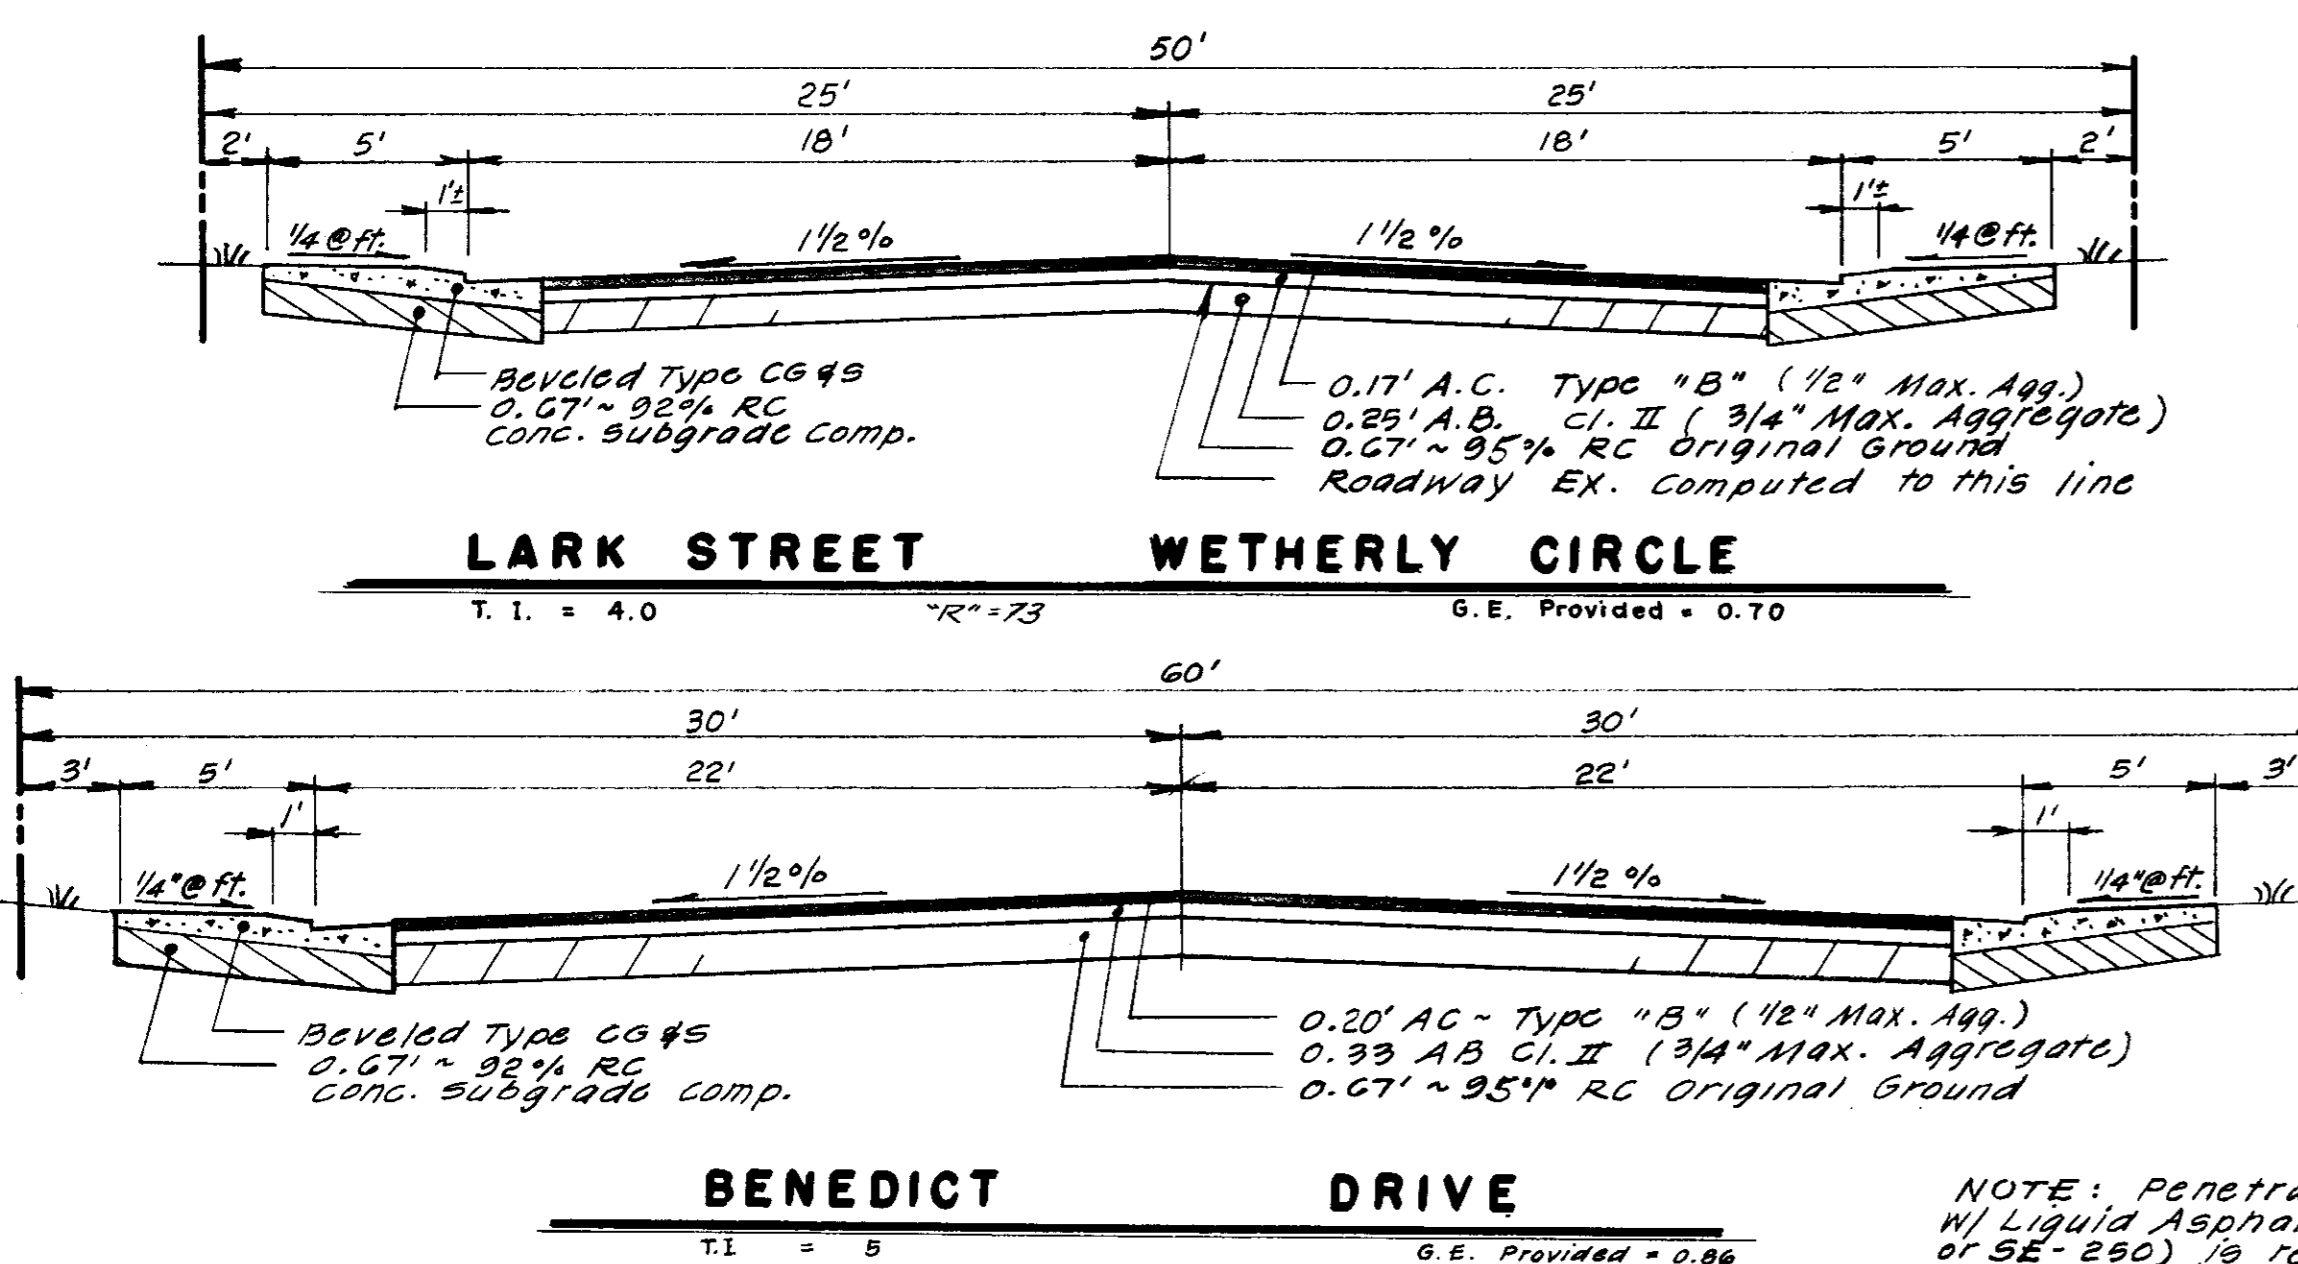 50'
25' 25'
2' 5' 18' 18' 5' 2'
1'± 1'±
1/4 @ ft. 1 1/2 % 1 1/2 % 1/4 @ ft.
Beveled Type CG & S
0.67' ~ 92% RC
Conc. Subgrade Comp.
0.17' A.C. Type "B" (1/2" Max. Agg.)
0.25' A.B. Cl. II (3/4" Max. Aggregate)
0.67' ~ 95% RC Original Ground
Roadway Ex. Computed to this line
LARK STREET WETHERLY CIRCLE
T. I. = 4.0 "R" = 73 G.E. Provided = 0.70
60'
30' 30'
3' 5' 22' 22' 5' 3'
1' 1'
1/4" @ ft. 1 1/2 % 1 1/2 % 1/4" @ ft.
Beveled Type CG & S
0.67' ~ 92% RC
Conc. Subgrade Comp.
0.20' AC ~ Type "B" (1/2" Max. Agg.)
0.33 AB Cl. II (3/4" Max. Aggregate)
0.67' ~ 95% RC Original Ground
BENEDICT DRIVE
T.I = 5 G.E. Provided = 0.86
NOTE: Penetra
W/ Liquid Asphal
or SE-250) is re